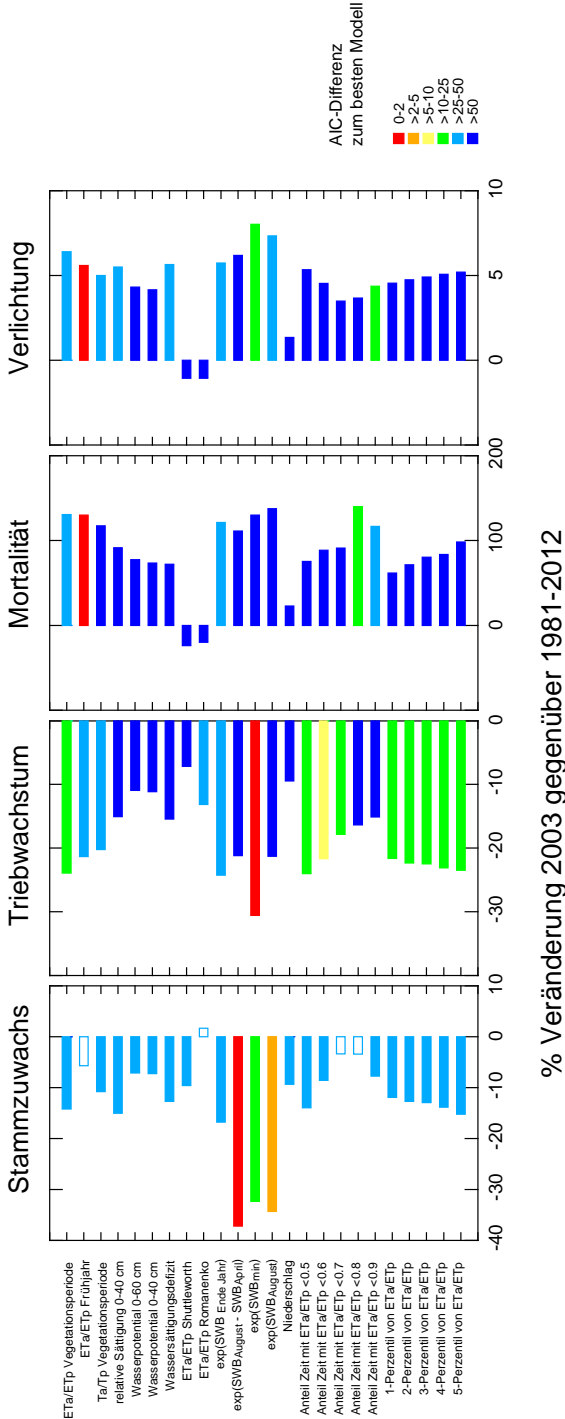 Stammzuwachs
Triebwachstum
Mortalität
Verlichtung
ETa/ETp Vegetationsperiode
ETa/ETp Frühjahr
Ta/Tp Vegetationsperiode
relative Sättigung 0-40 cm
Wasserpotential 0-60 cm
Wasserpotential 0-40 cm
Wassersättigungsdefizit
ETa/ETp Shuttleworth
ETa/ETp Romanenko
exp(SWB Ende Jahr)
exp(SWBAugust - SWBApril)
exp(SWBmin)
exp(SWBAugust)
Niederschlag
Anteil Zeit mit ETa/ETp <0.5
Anteil Zeit mit ETa/ETp <0.6
Anteil Zeit mit ETa/ETp <0.7
Anteil Zeit mit ETa/ETp <0.8
Anteil Zeit mit ETa/ETp <0.9
1-Perzentil von ETa/ETp
2-Perzentil von ETa/ETp
3-Perzentil von ETa/ETp
4-Perzentil von ETa/ETp
5-Perzentil von ETa/ETp
-40 -30 -20 -10 0 10
-30 -20 -10 0
0 100 200
0 5 10
% Veränderung 2003 gegenüber 1981-2012
AIC-Differenz
zum besten Modell
0-2
>2-5
>5-10
>10-25
>25-50
>50